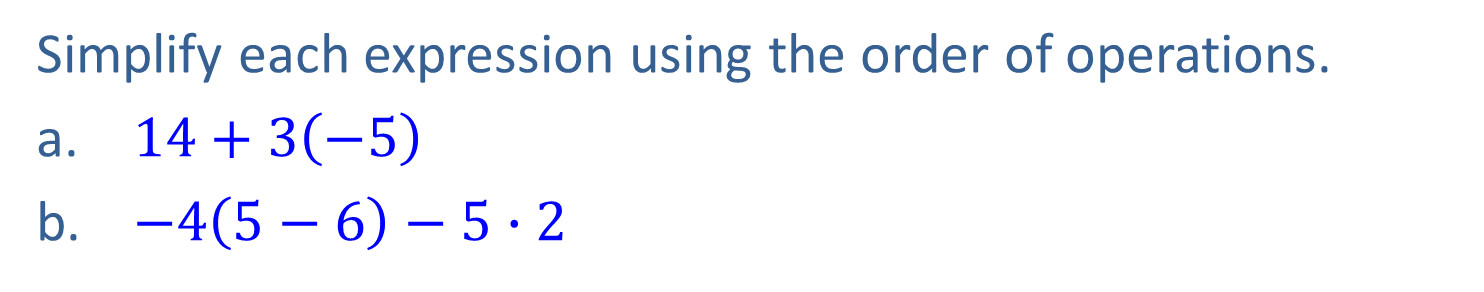 Simplify each expression using the order of operations.
a. 14 + 3(−5)
b. −4(5 − 6) − 5 · 2